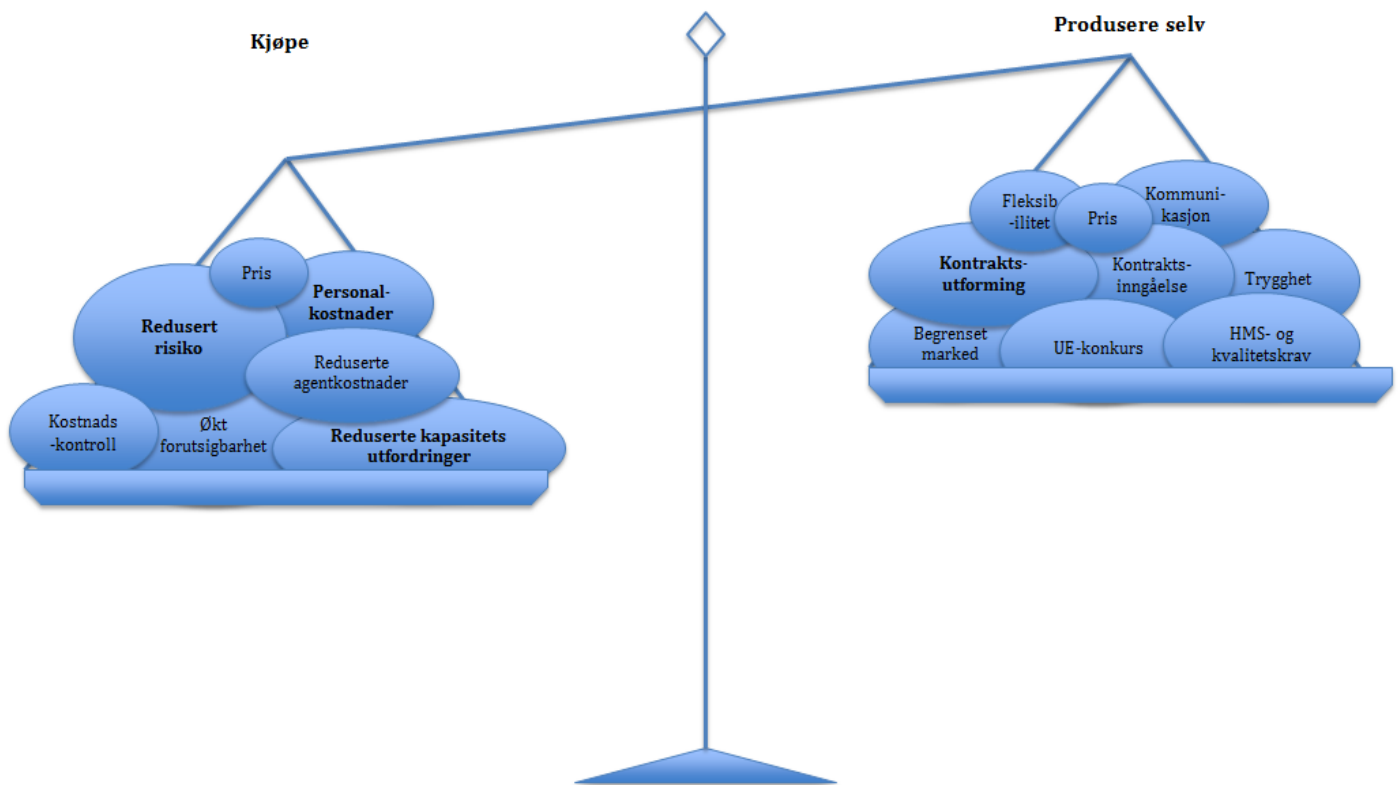 Kjøpe
Pris
Personal-
kostnader
Redusert
risiko
Reduserte
agentkostnader
Kostnads
-kontroll
Økt
forutsigbarhet
Reduserte kapasitets
utfordringer
Produsere selv
Fleksib
-ilitet
Pris
Kommuni-
kasjon
Kontrakts-
utforming
Kontrakts-
inngåelse
Trygghet
Begrenset
marked
UE-konkurs
HMS- og
kvalitetskrav